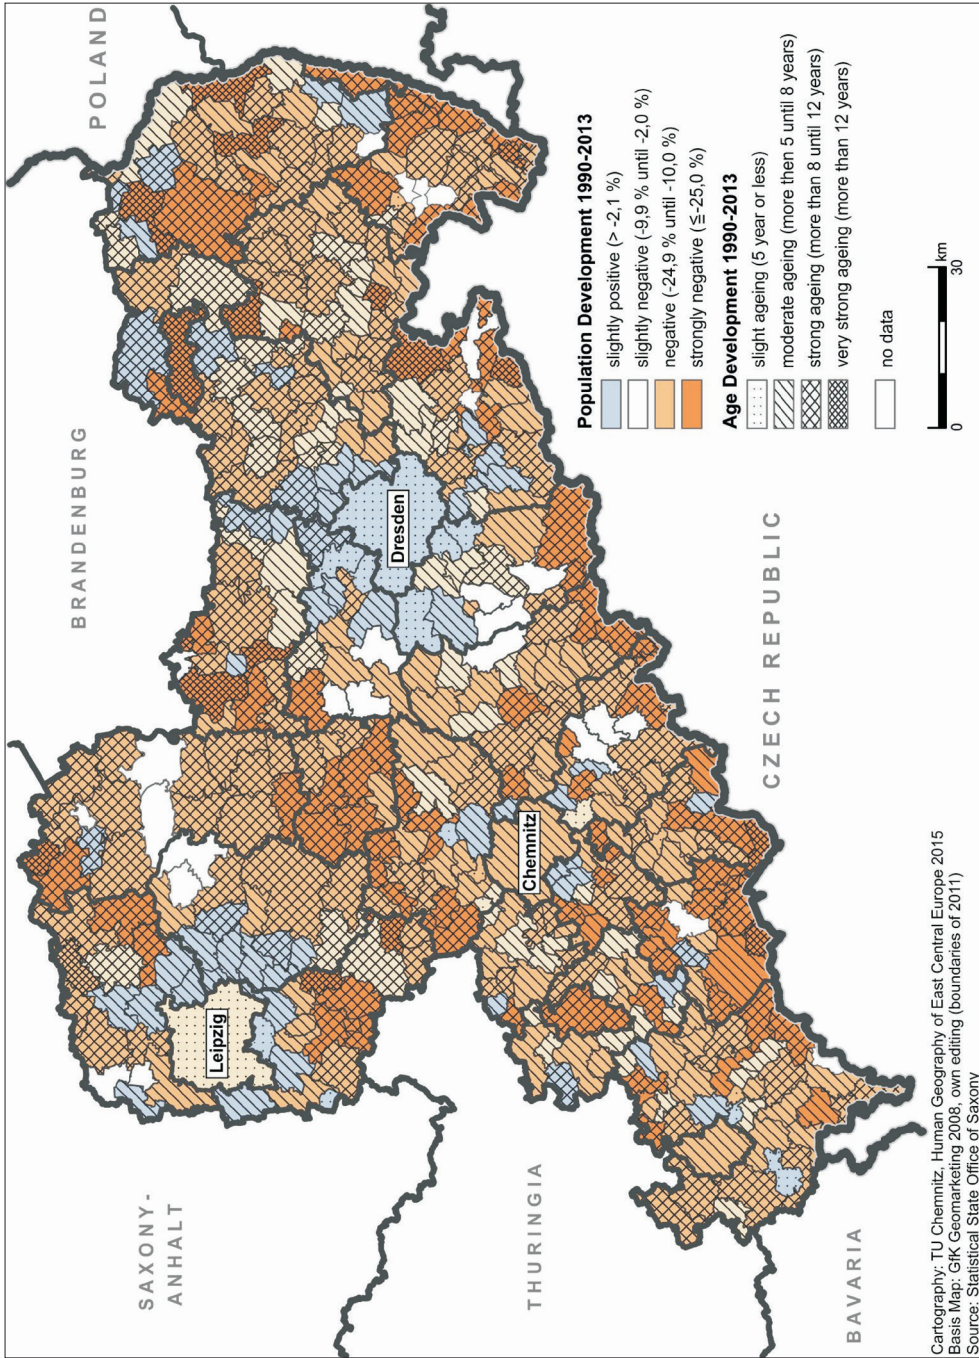 POLAND
BRANDENBURG
SAXONY-
ANHALT
Leipzig
Dresden
Chemnitz
THURINGIA
BAVARIA
CZECH REPUBLIC
Population Development 1990-2013
slightly positive (> -2,1 %)
slightly negative (-9,9 % until -2,0 %)
negative (-24,9 % until -10,0 %)
strongly negative (≦-25,0 %)
Age Development 1990-2013
slight ageing (5 year or less)
moderate ageing (more then 5 until 8 years)
strong ageing (more than 8 until 12 years)
very strong ageing (more than 12 years)
no data
0 30
km
Cartography: TU Chemnitz, Human Geography of East Central Europe 2015
Basis Map: GfK Geomarketing 2008, own editing (boundaries of 2011)
Source: Statistical State Office of Saxony